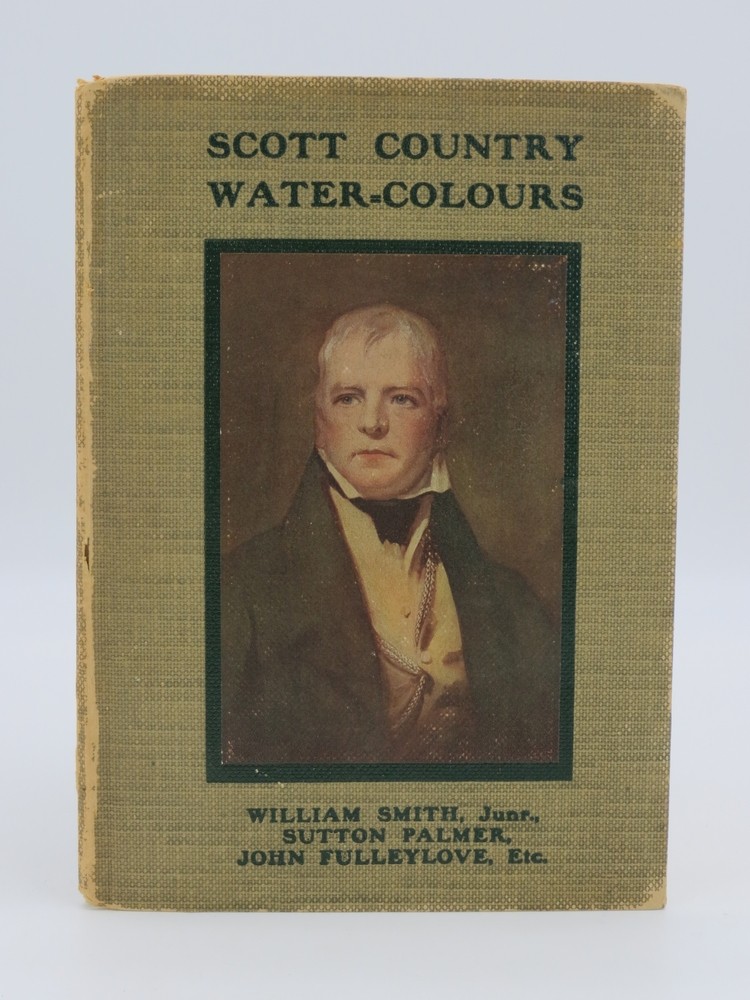 SCOTT COUNTRY
WATER=COLOURS
WILLIAM SMITH, Junr.,
SUTTON PALMER,
JOHN FULLEYLOVE, Etc.